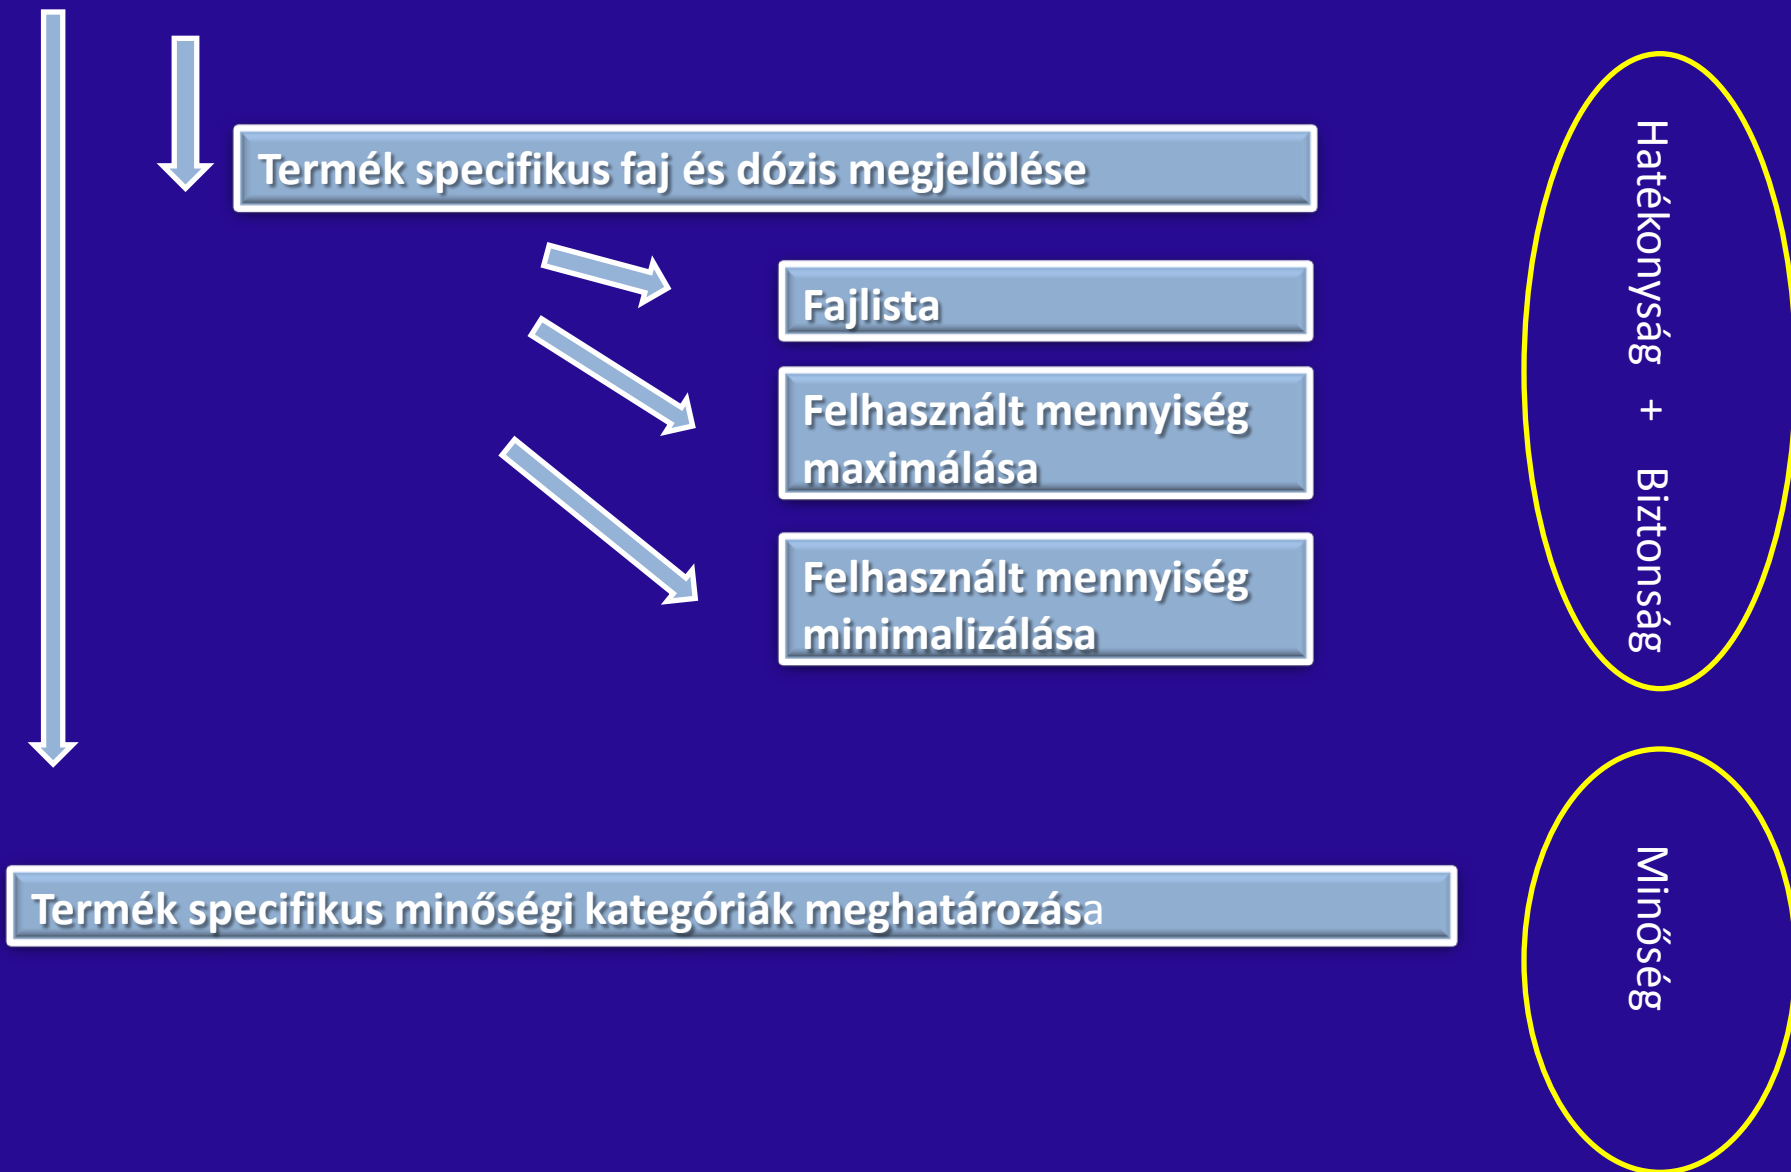 Termék specifikus faj és dózis megjelölése
Fajlista
Felhasznált mennyiség
maximálása
Felhasznált mennyiség
minimalizálása
Hatékonyság + Biztonság
Termék specifikus minőségi kategóriák meghatározása
Minőség